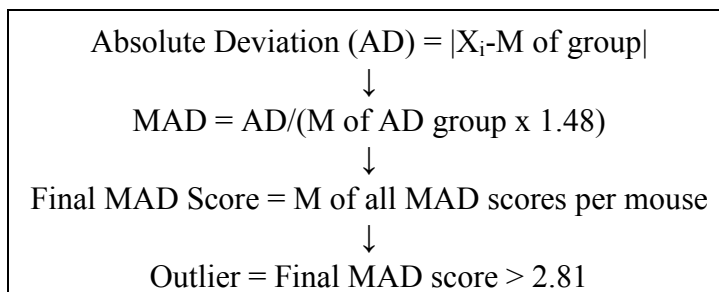 Absolute Deviation (AD) = |Xi-M of group|
↓
MAD = AD/(M of AD group x 1.48)
↓
Final MAD Score = M of all MAD scores per mouse
↓
Outlier = Final MAD score > 2.81